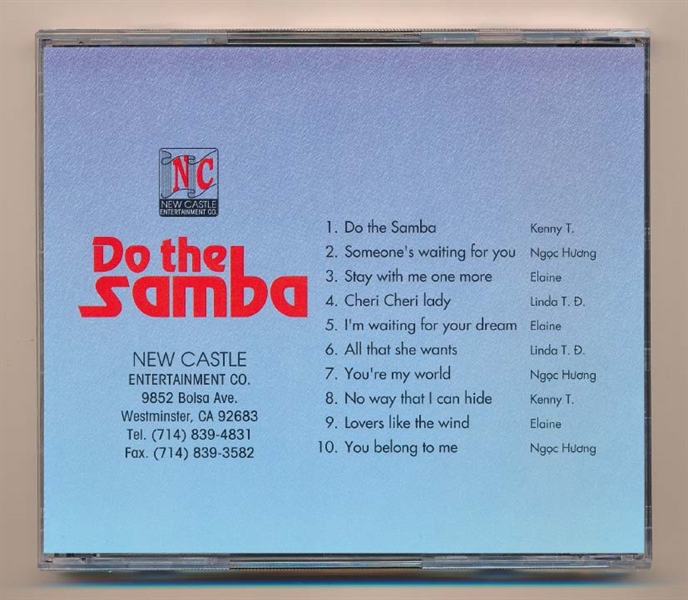 NC
NEW CASTLE
ENTERTAINMENT CO.
Do the
samba
NEW CASTLE
ENTERTAINMENT CO.
9852 Bolsa Ave.
Westminster, CA 92683
Tel. (714) 839-4831
Fax. (714) 839-3582
1. Do the Samba Kenny T.
2. Someone's waiting for you Ngọc Hương
3. Stay with me one more Elaine
4. Cheri Cheri lady Linda T. Đ.
5. I'm waiting for your dream Elaine
6. All that she wants Linda T. Đ.
7. You're my world Ngọc Hương
8. No way that I can hide Kenny T.
9. Lovers like the wind Elaine
10. You belong to me Ngọc Hương